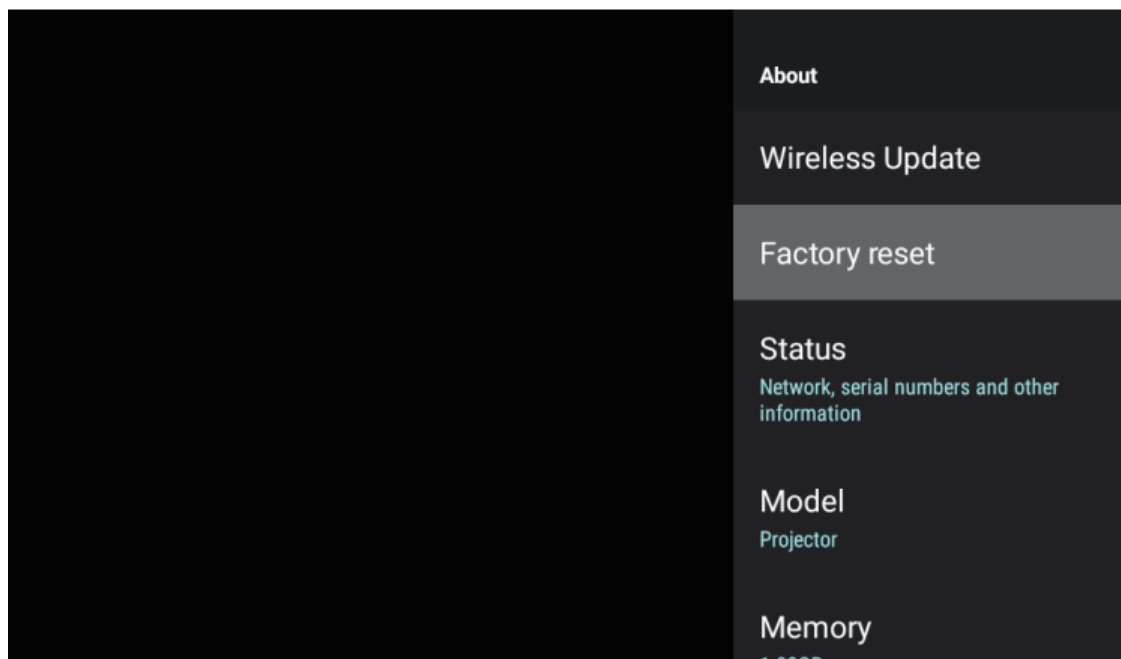 About
Wireless Update
Factory reset
Status
Network, serial numbers and other
information
Model
Projector
Memory